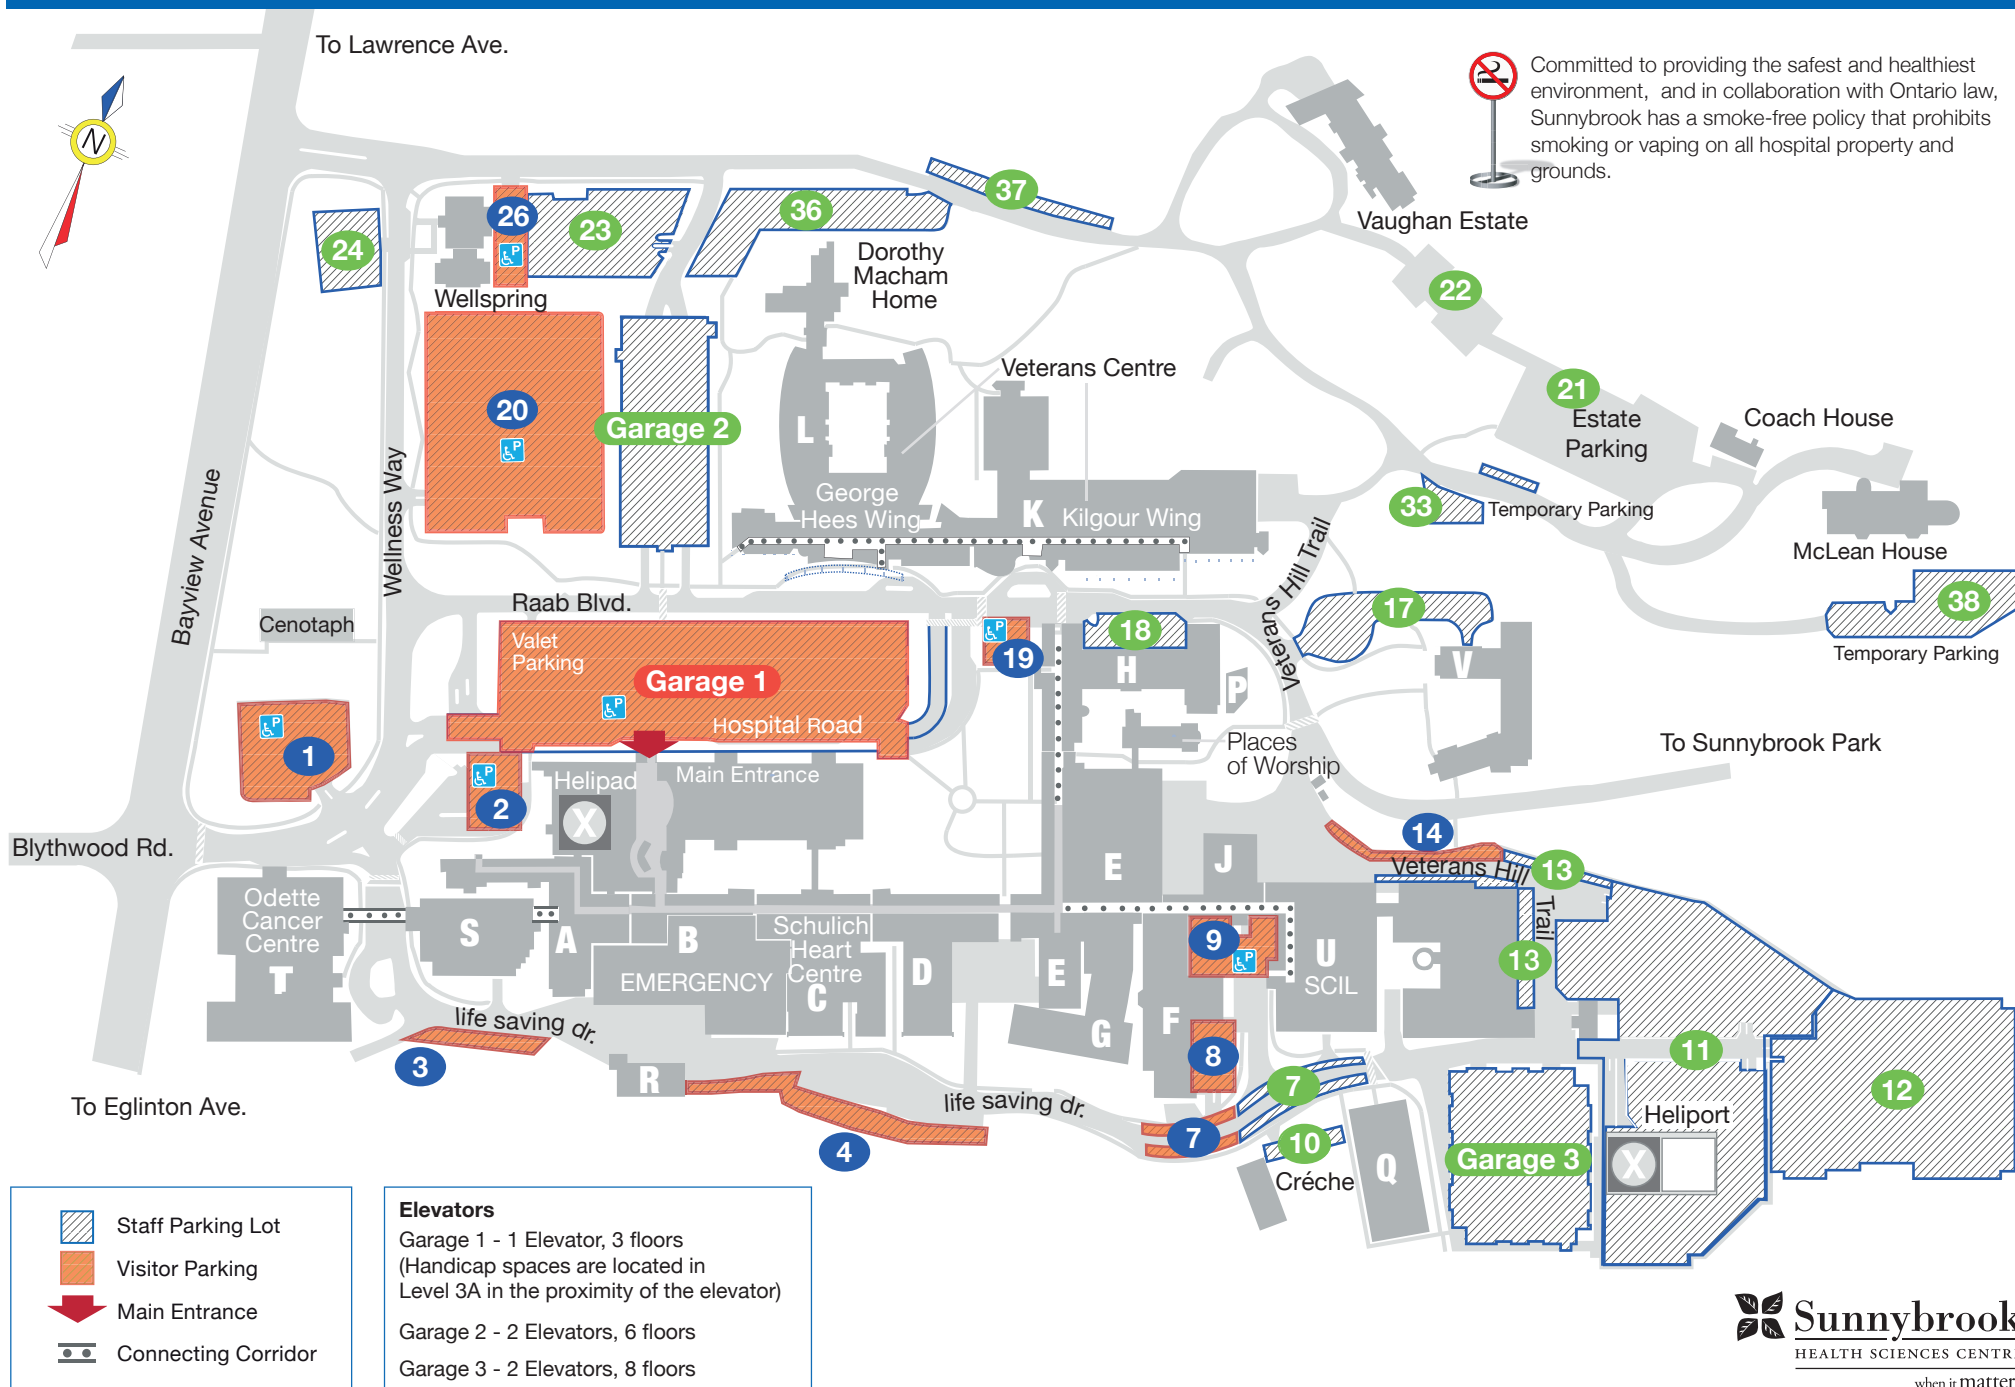 To Lawrence Ave.
N
Committed to providing the safest and healthiest
environment, and in collaboration with Ontario law,
Sunnybrook has a smoke-free policy that prohibits
smoking or vaping on all hospital property and
grounds.
Vaughan Estate
37
36
26
P
23
24
Wellspring
Dorothy
Macham
Home
22
21
Estate
Parking
Coach House
Veterans Centre
20
P
Garage 2
L
George
Hees Wing
K
Kilgour Wing
33
Temporary Parking
McLean House
Bayview Avenue
Wellness Way
Veterans Hill Trail
38
Temporary Parking
17
Raab Blvd.
Cenotaph
Valet
Parking
Garage 1
P
Hospital Road
P
19
18
H
P
V
P
1
P
2
Helipad
X
Main Entrance
Places
of Worship
To Sunnybrook Park
Blythwood Rd.
14
Veterans Hill
Trail
13
13
E
J
Odette
Cancer
Centre
T
S
A
B
EMERGENCY
Schulich
Heart
Centre
C
D
E
G
F
9
P
U
SCIL
life saving dr.
3
R
4
life saving dr.
8
7
7
10
Créche
Q
Garage 3
11
12
Heliport
X
To Eglinton Ave.
Staff Parking Lot
Visitor Parking
Main Entrance
Connecting Corridor
Elevators
Garage 1 - 1 Elevator, 3 floors
(Handicap spaces are located in
Level 3A in the proximity of the elevator)
Garage 2 - 2 Elevators, 6 floors
Garage 3 - 2 Elevators, 8 floors
Sunnybrook
HEALTH SCIENCES CENTR
when it matter